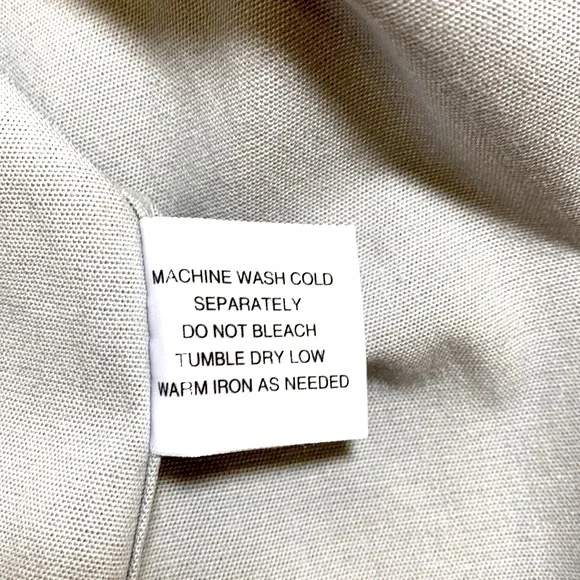 MACHINE WASH COLD
SEPARATELY
DO NOT BLEACH
TUMBLE DRY LOW
WARM IRON AS NEEDED